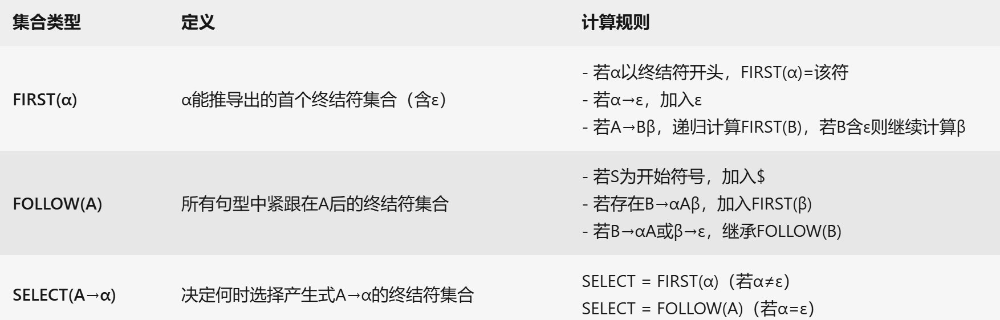 集合类型 定义 计算规则
FIRST(α) α能推导出的首个终结符集合（含ε）
- 若α以终结符开头，FIRST(α)=该符
- 若α→ε，加入ε
- 若A→Bβ，递归计算FIRST(B)，若B含ε则继续计算β
FOLLOW(A) 所有句型中紧跟在A后的终结符集合
- 若S为开始符号，加入$
- 若存在B→αAβ，加入FIRST(β)
- 若B→αA或β→ε，继承FOLLOW(B)
SELECT(A→α) 决定何时选择产生式A→α的终结符集合
SELECT = FIRST(α)（若α≠ε）
SELECT = FOLLOW(A)（若α=ε）